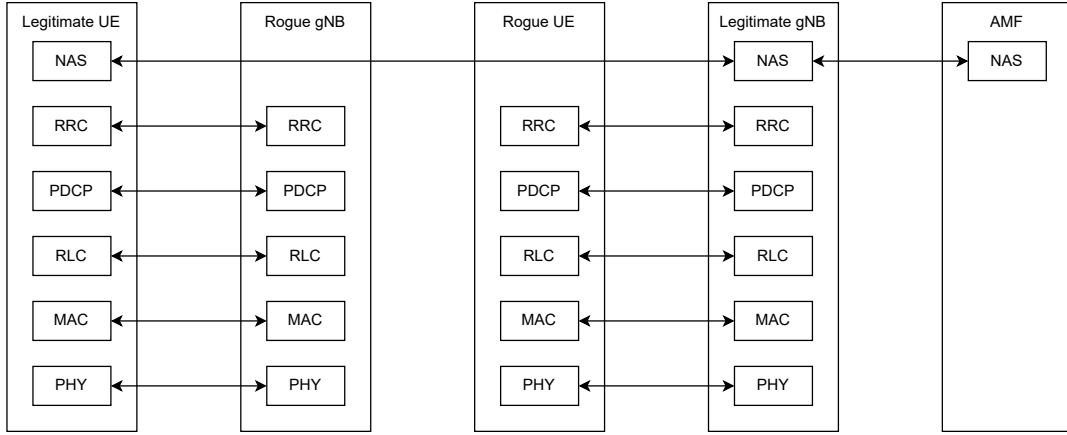 Legitimate UE
Rogue gNB
Rogue UE
Legitimate gNB
AMF
NAS
NAS
NAS
RRC
RRC
RRC
RRC
PDCP
PDCP
PDCP
PDCP
RLC
RLC
RLC
RLC
MAC
MAC
MAC
MAC
PHY
PHY
PHY
PHY